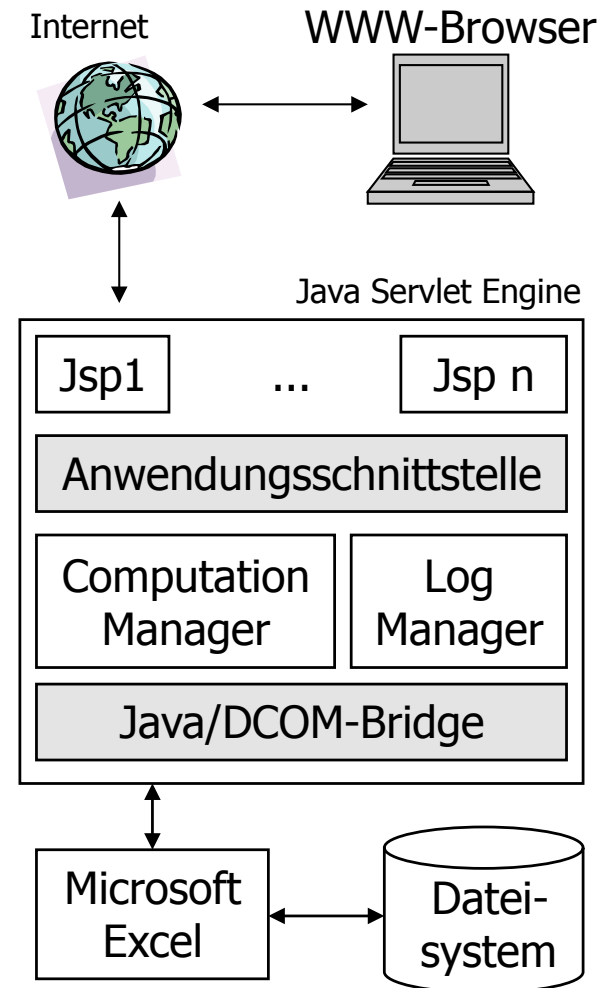 Internet
WWW-Browser
Java Servlet Engine
Jsp1
...
Jsp n
Anwendungsschnittstelle
Computation
Manager
Log
Manager
Java/DCOM-Bridge
Microsoft
Excel
Datei-
system